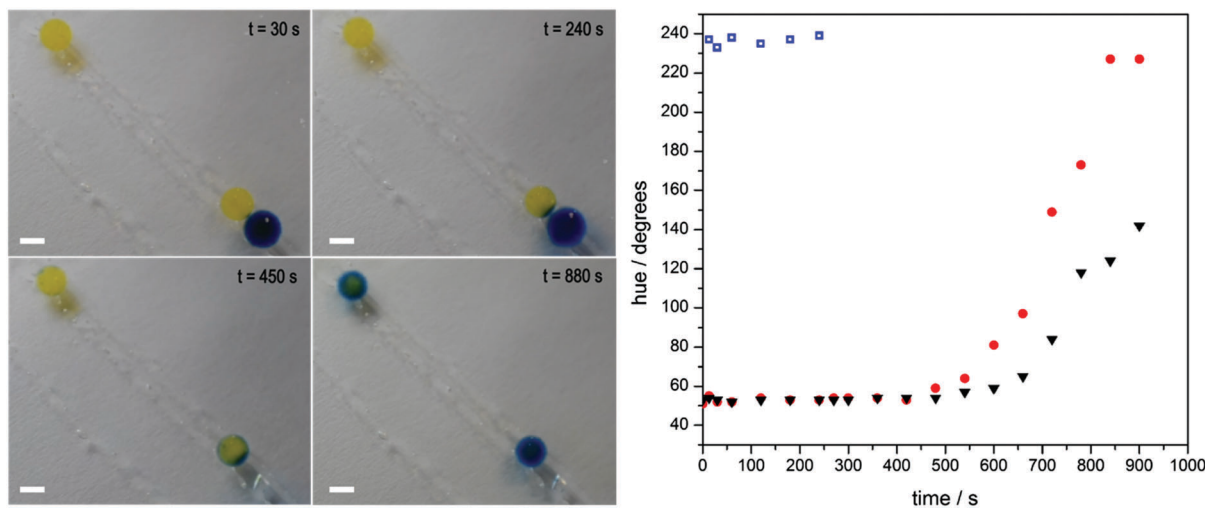 t = 30 s
t = 240 s
t = 450 s
t = 880 s
240
220
200
180
160
140
120
100
80
60
40
hue / degrees
0 100 200 300 400 500 600 700 800 900 1000
time / s